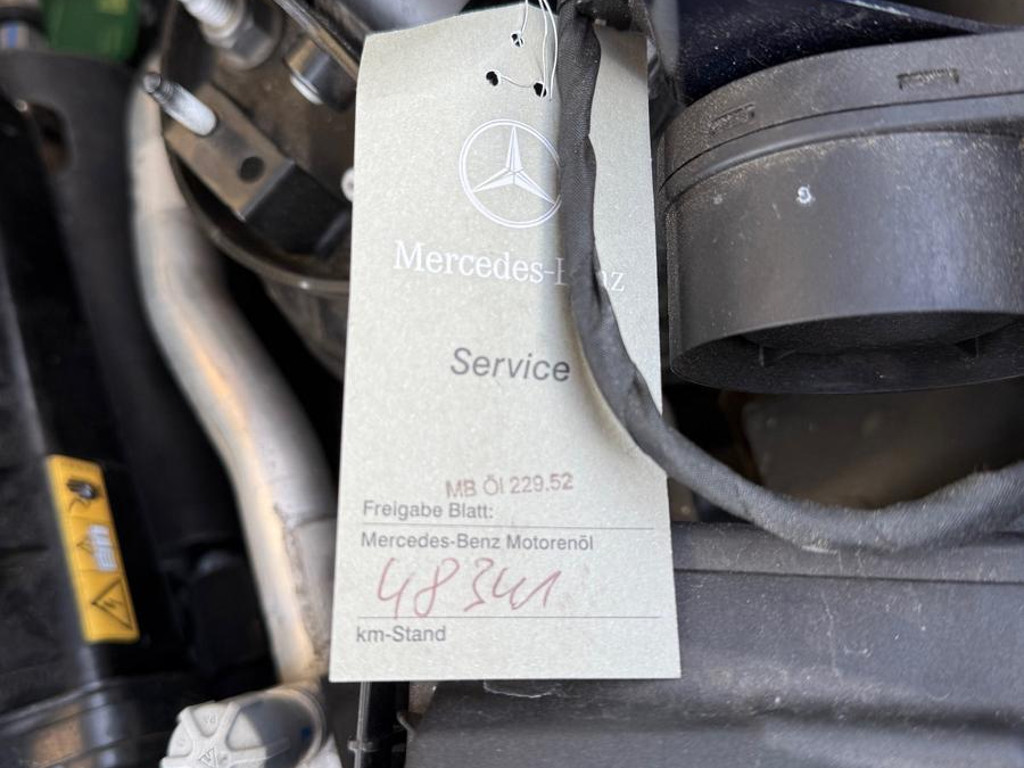 Mercedes-Benz
Service
MB Öl 229.52
Freigabe Blatt:
Mercedes-Benz Motorenöl
48341
km-Stand